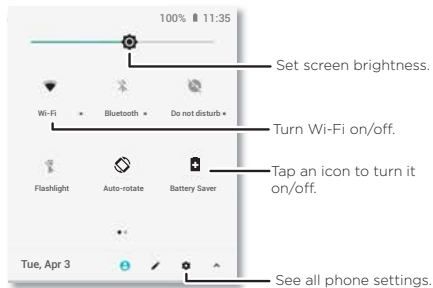 100% 11:35
Set screen brightness.
Wi-Fi Bluetooth Do not disturb
Turn Wi-Fi on/off.
Tap an icon to turn it
on/off.
Flashlight Auto-rotate Battery Saver
Tue, Apr 3
See all phone settings.